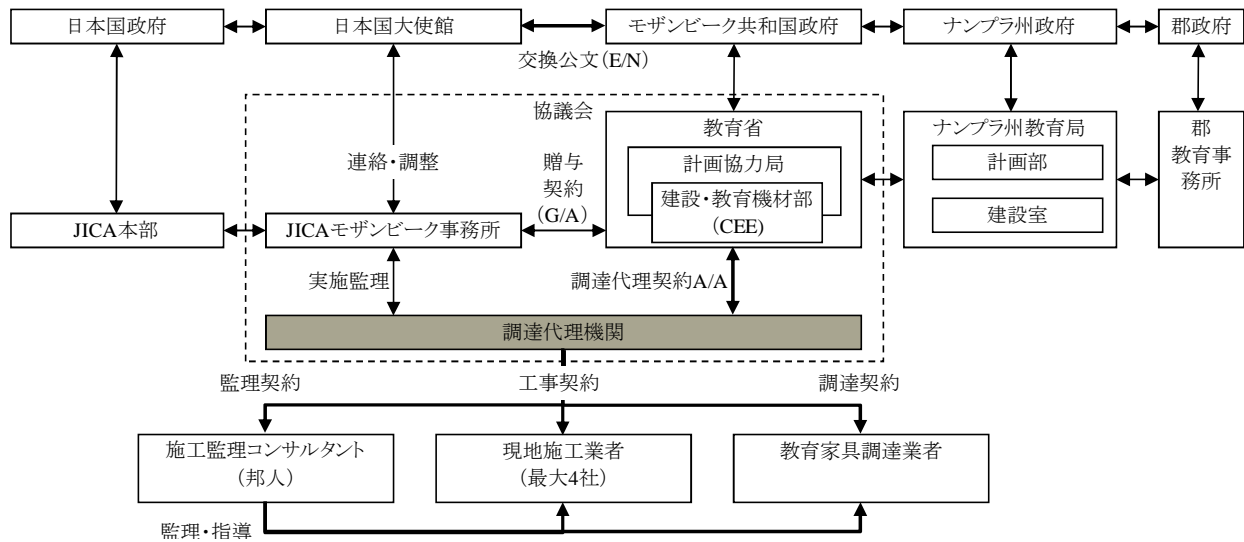 日本国政府
日本国大使館
モザンビーク共和国政府
ナンプラ州政府
郡政府
交換公文(E/N)
協議会
連絡・調整
贈与
契約
(G/A)
教育省
計画協力局
建設・教育機材部
(CEE)
ナンプラ州教育局
計画部
建設室
郡
教育事
務所
JICA本部
JICAモザンビーク事務所
実施監理
調達代理契約A/A
調達代理機関
監理契約
工事契約
調達契約
施工監理コンサルタント
(邦人)
現地施工業者
(最大4社)
教育家具調達業者
監理・指導